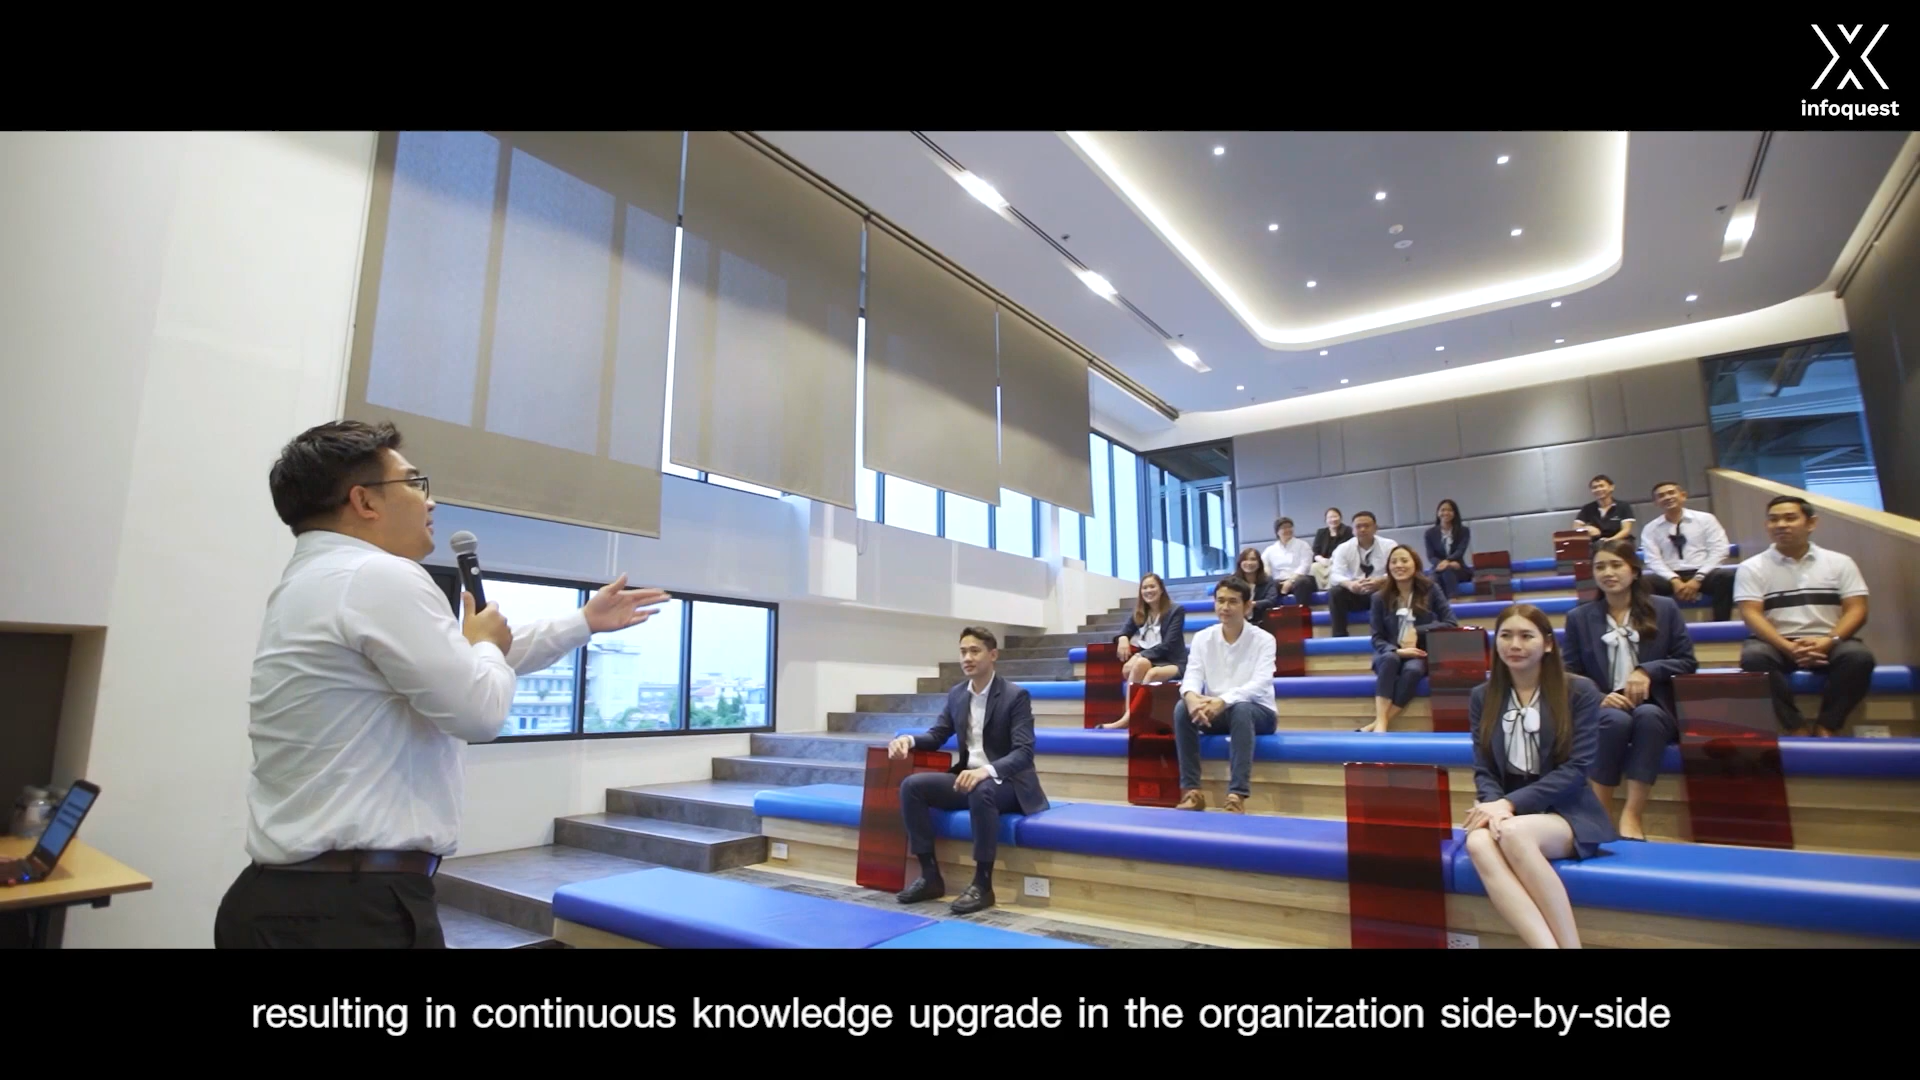 infoquest
resulting in continuous knowledge upgrade in the organization side-by-side